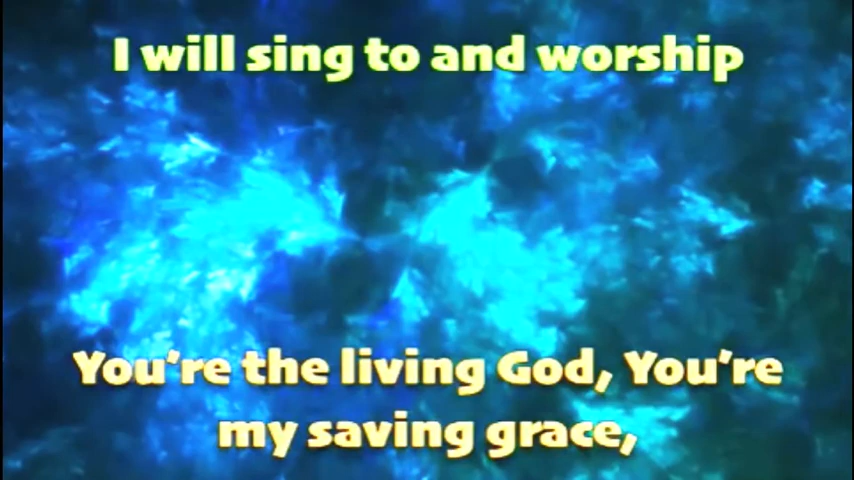 I will sing to and worship
You're the living God, You're
my saving grace,